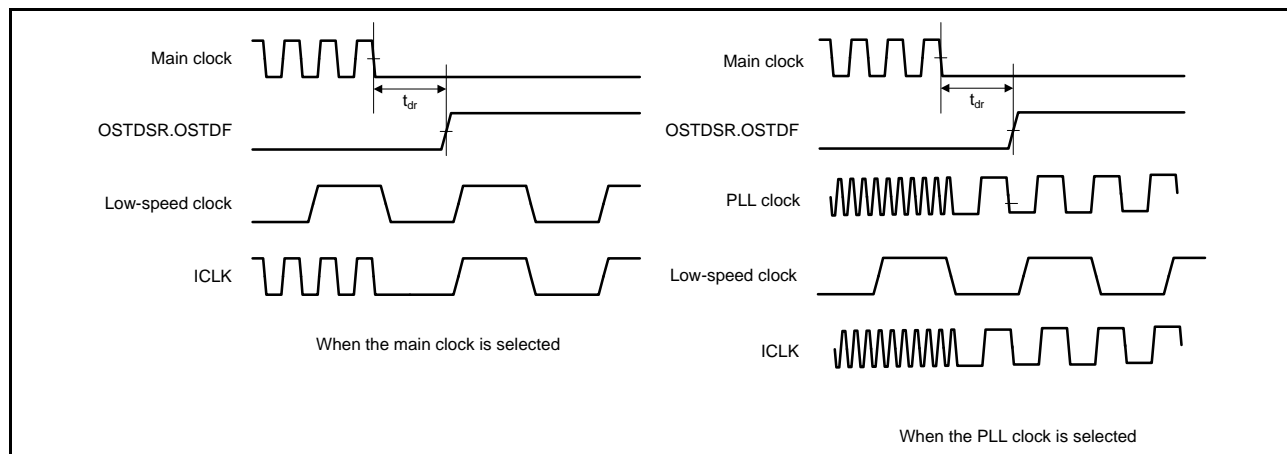 Main clock
t_dr
OSTDSR.OSTDF
Low-speed clock
ICLK
When the main clock is selected
Main clock
t_dr
OSTDSR.OSTDF
PLL clock
Low-speed clock
ICLK
When the PLL clock is selected